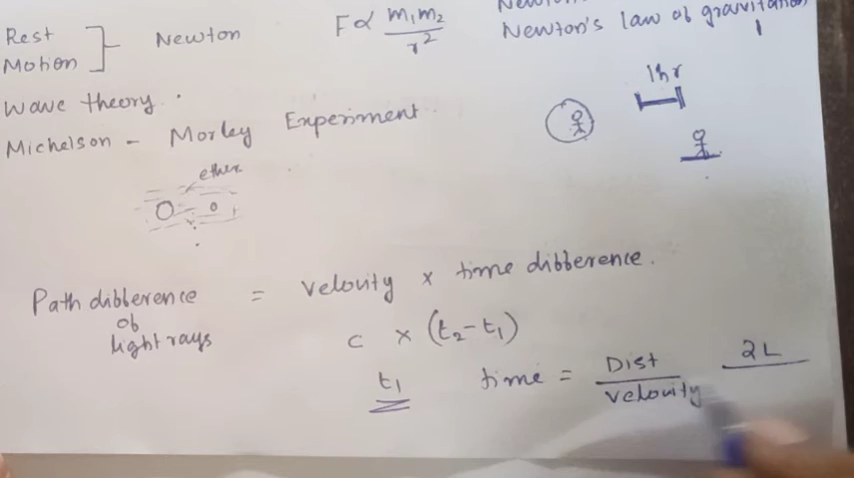 Rest
Motion
Newton
F ∝ m₁m₂ / r²
Newton's law of gravitation
1hr
Wave theory.
Michelson - Morley Experiment
ether
Path difference of light rays = velocity × time difference.
c × (t₂-t₁)
t₁ time = Dist / velocity 2L